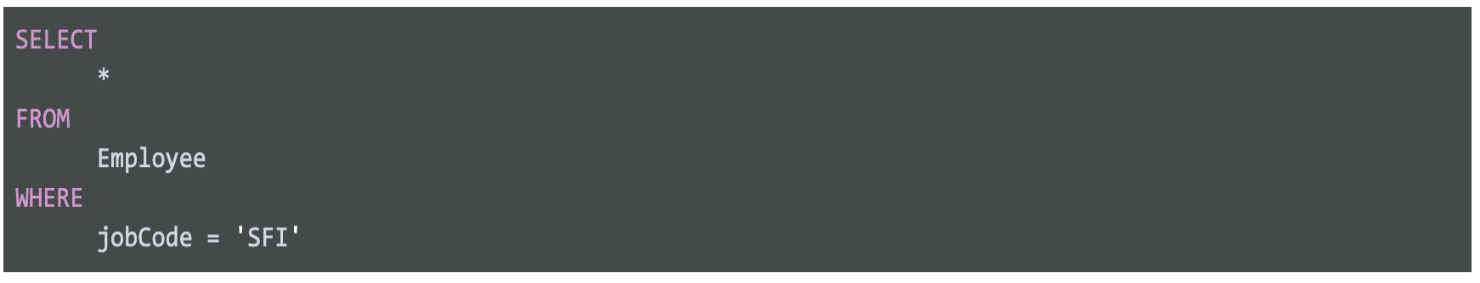 SELECT
*
FROM
Employee
WHERE
jobCode = 'SFI'